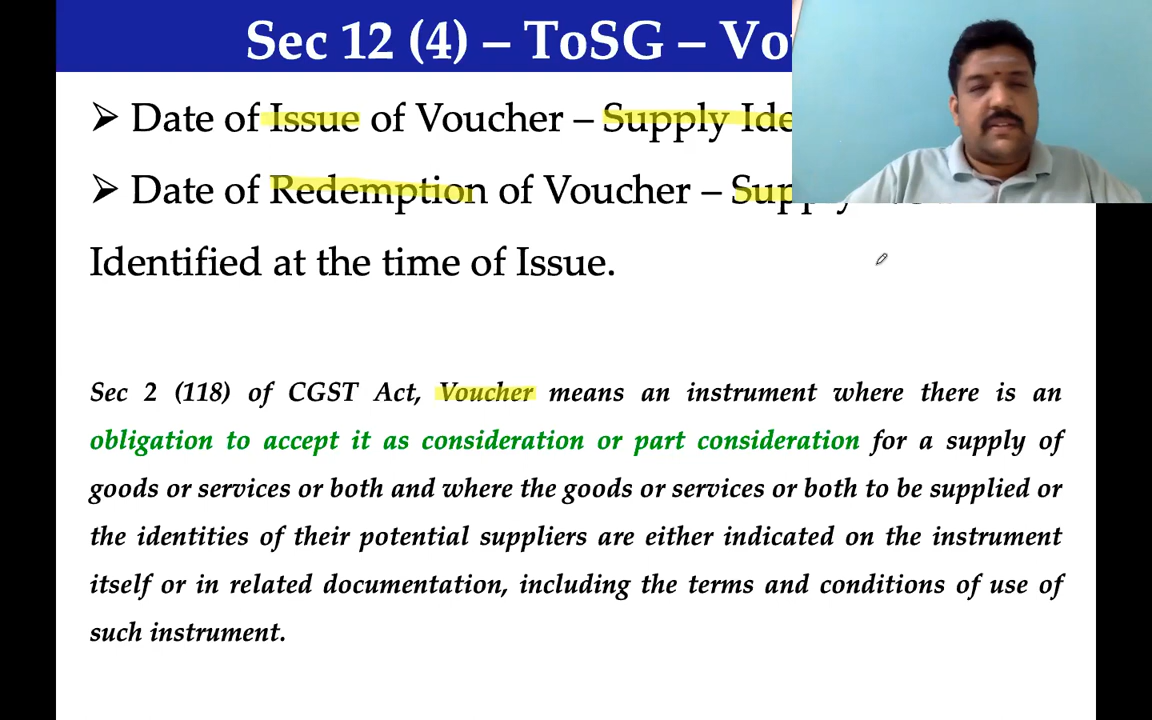 Sec 12 (4) – ToSG –
➢ Date of Issue of Voucher – Supply
➢ Date of Redemption of Voucher –
Identified at the time of Issue.
Sec 2 (118) of CGST Act, Voucher means an instrument where there is an
obligation to accept it as consideration or part consideration for a supply of
goods or services or both and where the goods or services or both to be supplied or
the identities of their potential suppliers are either indicated on the instrument
itself or in related documentation, including the terms and conditions of use of
such instrument.